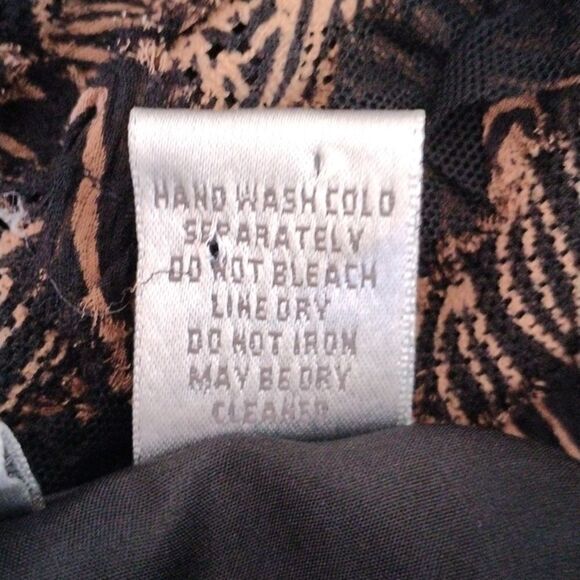 HAND WASH COLD
SEPARATELY
DO NOT BLEACH
LINE DRY
DO NOT IRON
MAY BE DRY
CLEANED